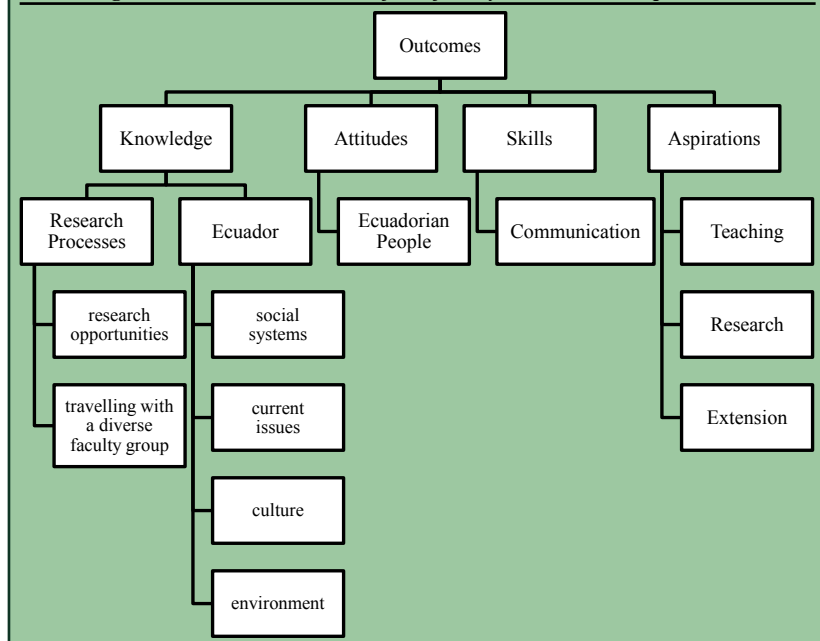 Outcomes
Knowledge
Attitudes
Skills
Aspirations
Research
Processes
Ecuador
Ecuadorian
People
Communication
Teaching
research
opportunities
social
systems
Research
travelling with
a diverse
faculty group
current
issues
Extension
culture
environment